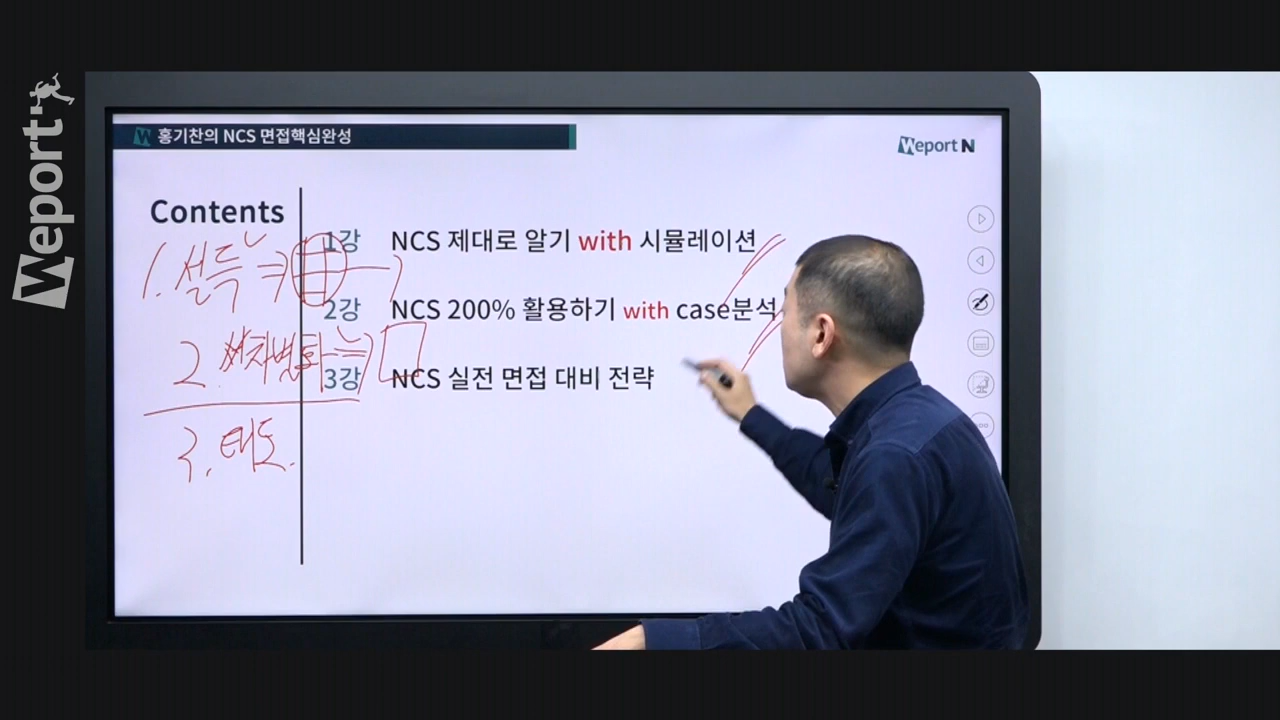 Weport
홍기찬의 NCS 면접핵심완성
Weport N
Contents
1강 NCS 제대로 알기 with 시뮬레이션
2강 NCS 200% 활용하기 with case분석
3강 NCS 실전 면접 대비 전략
1. 설득
2.
3. 태도.